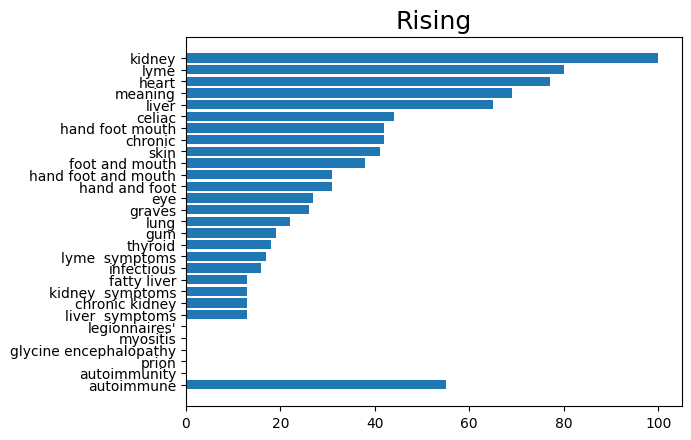 Rising
kidney
lyme
heart
meaning
liver
celiac
hand foot mouth
chronic
skin
foot and mouth
hand foot and mouth
hand and foot
eye
graves
lung
gum
thyroid
lyme  symptoms
infectious
fatty liver
kidney  symptoms
chronic kidney
liver  symptoms
legionnaires'
myositis
glycine encephalopathy
prion
autoimmunity
autoimmune
0 20 40 60 80 100